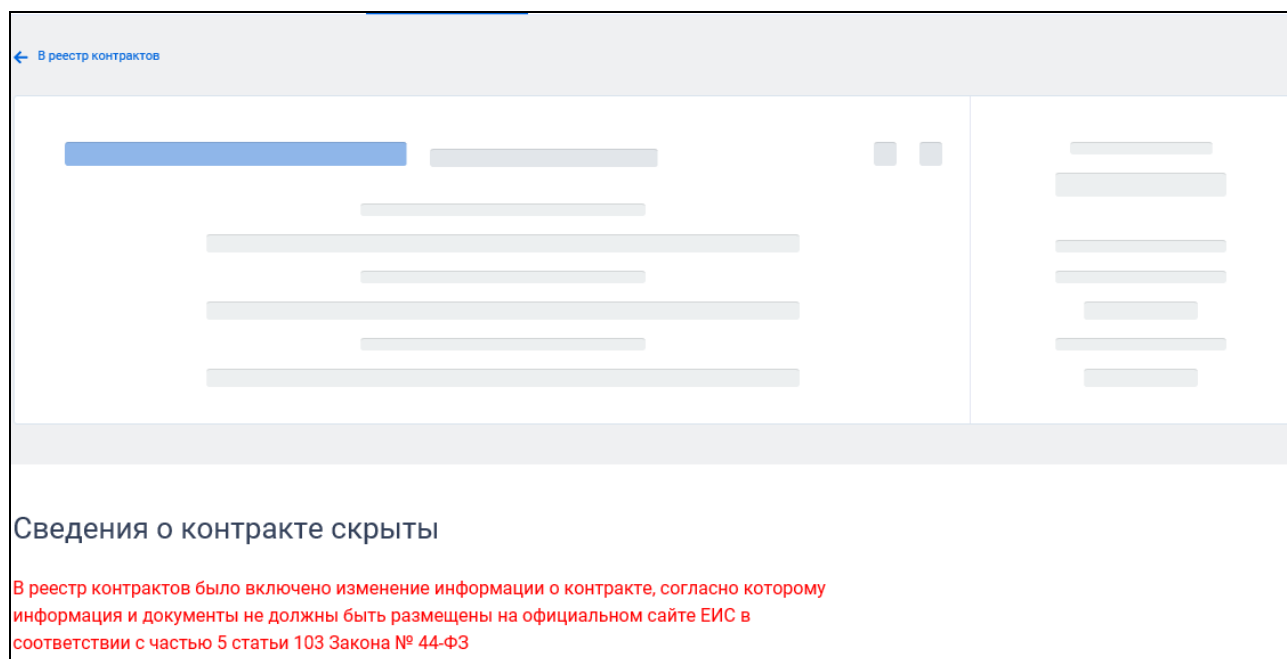 В реестр контрактов
Сведения о контракте скрыты
В реестр контрактов было включено изменение информации о контракте, согласно которому
информация и документы не должны быть размещены на официальном сайте ЕИС в
соответствии с частью 5 статьи 103 Закона № 44-ФЗ